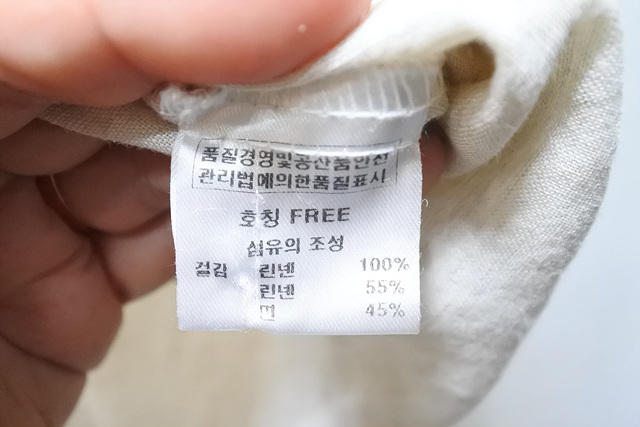 품질경영및공산품안전
관리법에의한품질표시
호칭 FREE
섬유의 조성
겉감 린넨 100%
린넨 55%
면 45%